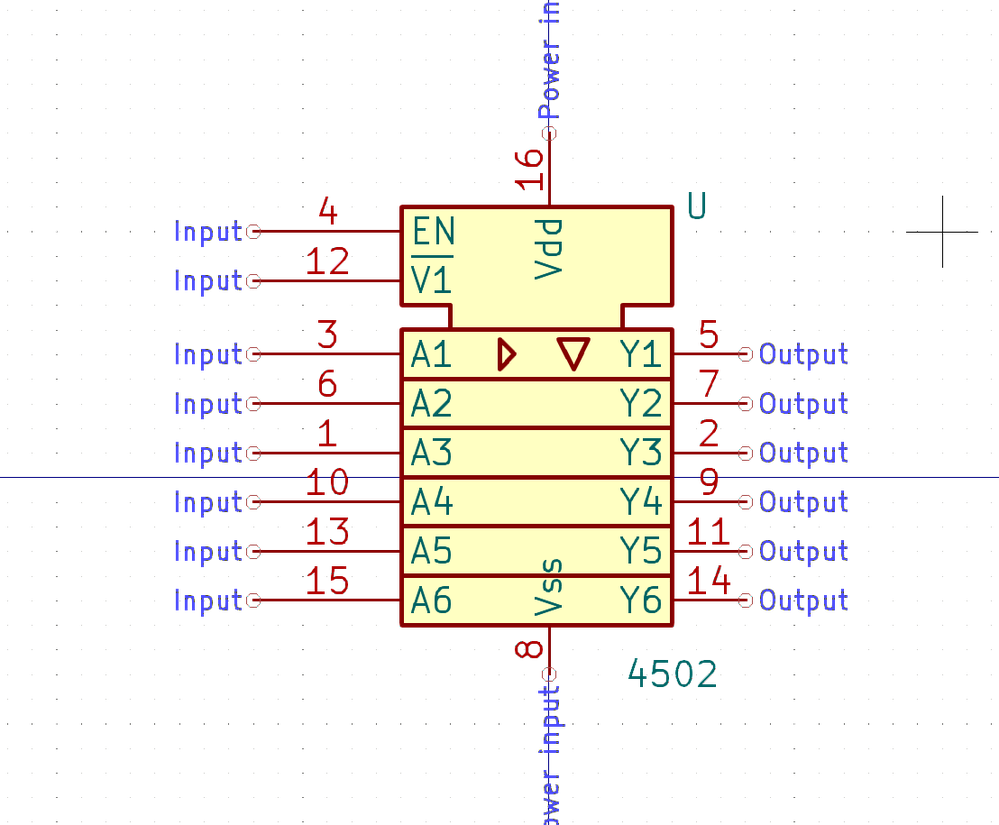 Power in
16
U
4
Input EN Vdd
12
Input V1
3 5
Input A1 Y1 Output
6 7
Input A2 Y2 Output
1 2
Input A3 Y3 Output
10 9
Input A4 Y4 Output
13 11
Input A5 Y5 Output
15 14
Input A6 Vss Y6 Output
8
4502
ower input